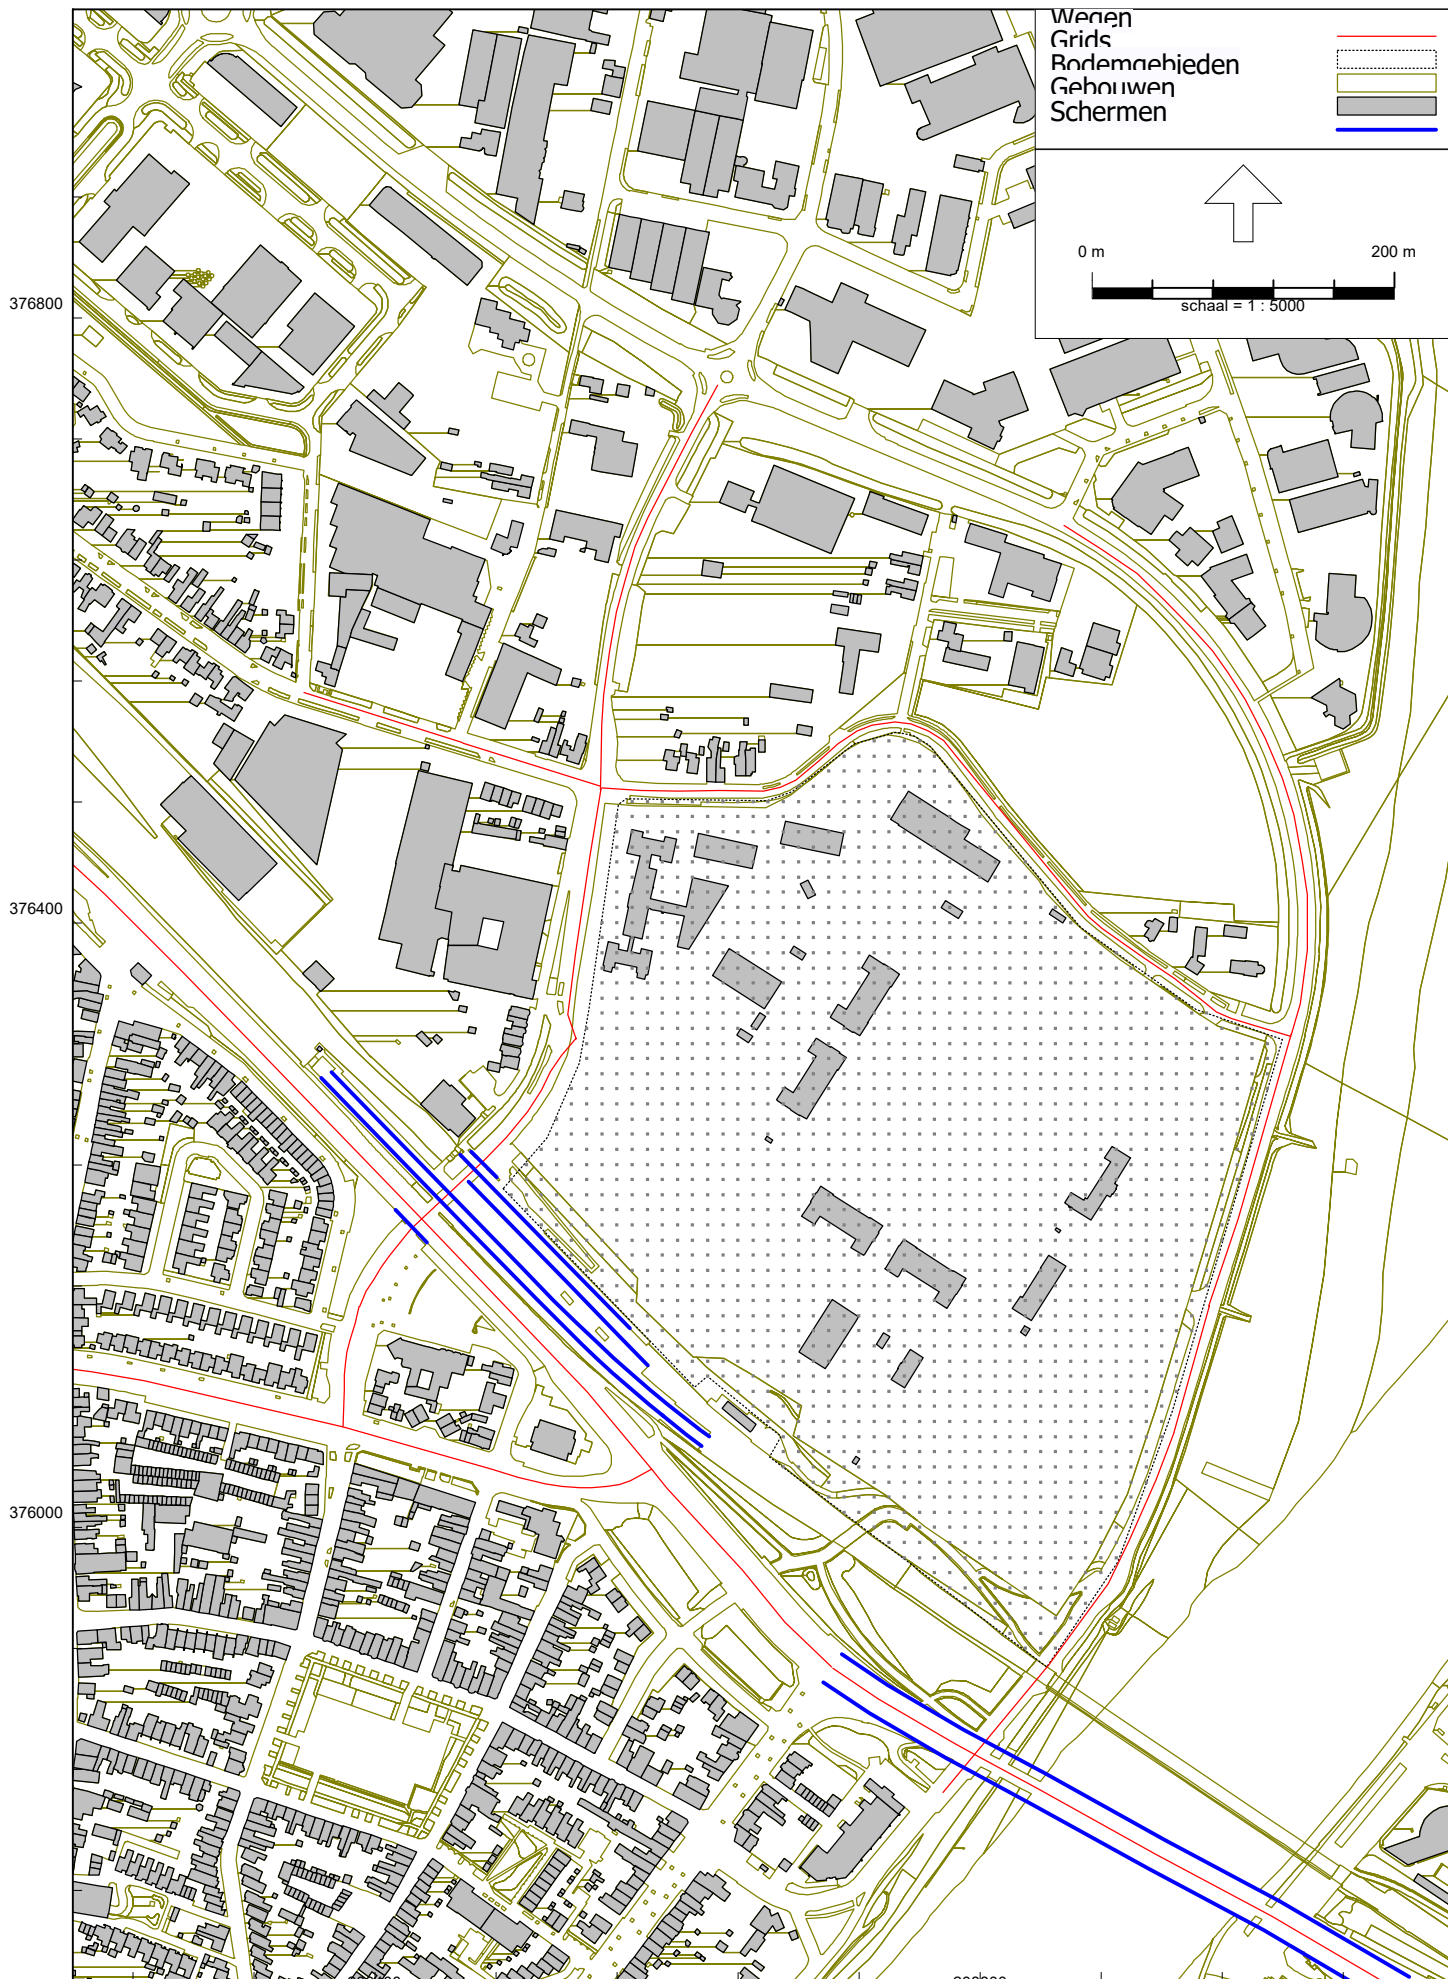 Wegen
Grids
Bodemgebieden
Gebouwen
Schermen
0 m 200 m
schaal = 1 : 5000
376800
376400
376000